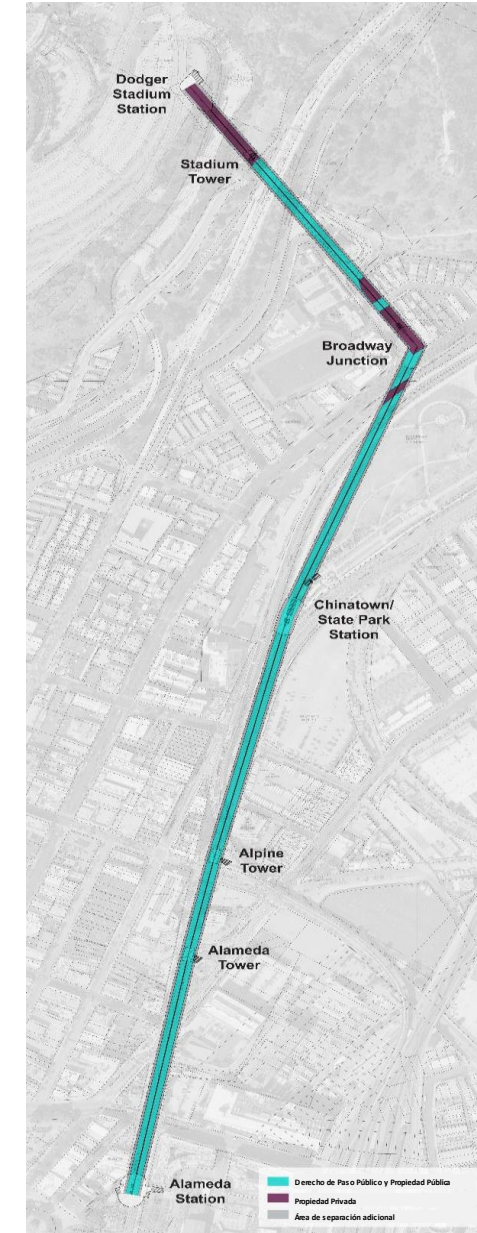 Dodger
Stadium
Station
Stadium
Tower
Broadway
Junction
Chinatown/
State Park
Station
Alpine
Tower
Alameda
Tower
Alameda
Station
Derecho de Paso Público y Propiedad Pública
Propiedad Privada
Área de separación adicional